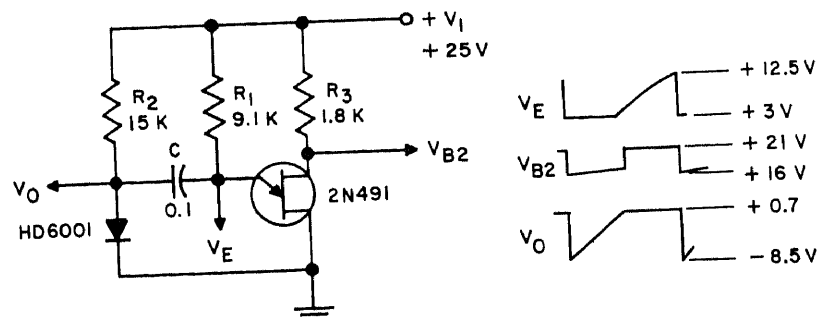 + V1
+ 25 V
R2
15 K
R1
9.1 K
R3
1.8 K
C
0.1
VO
VB2
HD6001
VE
2N491
VE
+ 12.5 V
+ 3 V
VB2
+ 21 V
+ 16 V
VO
+ 0.7
- 8.5 V